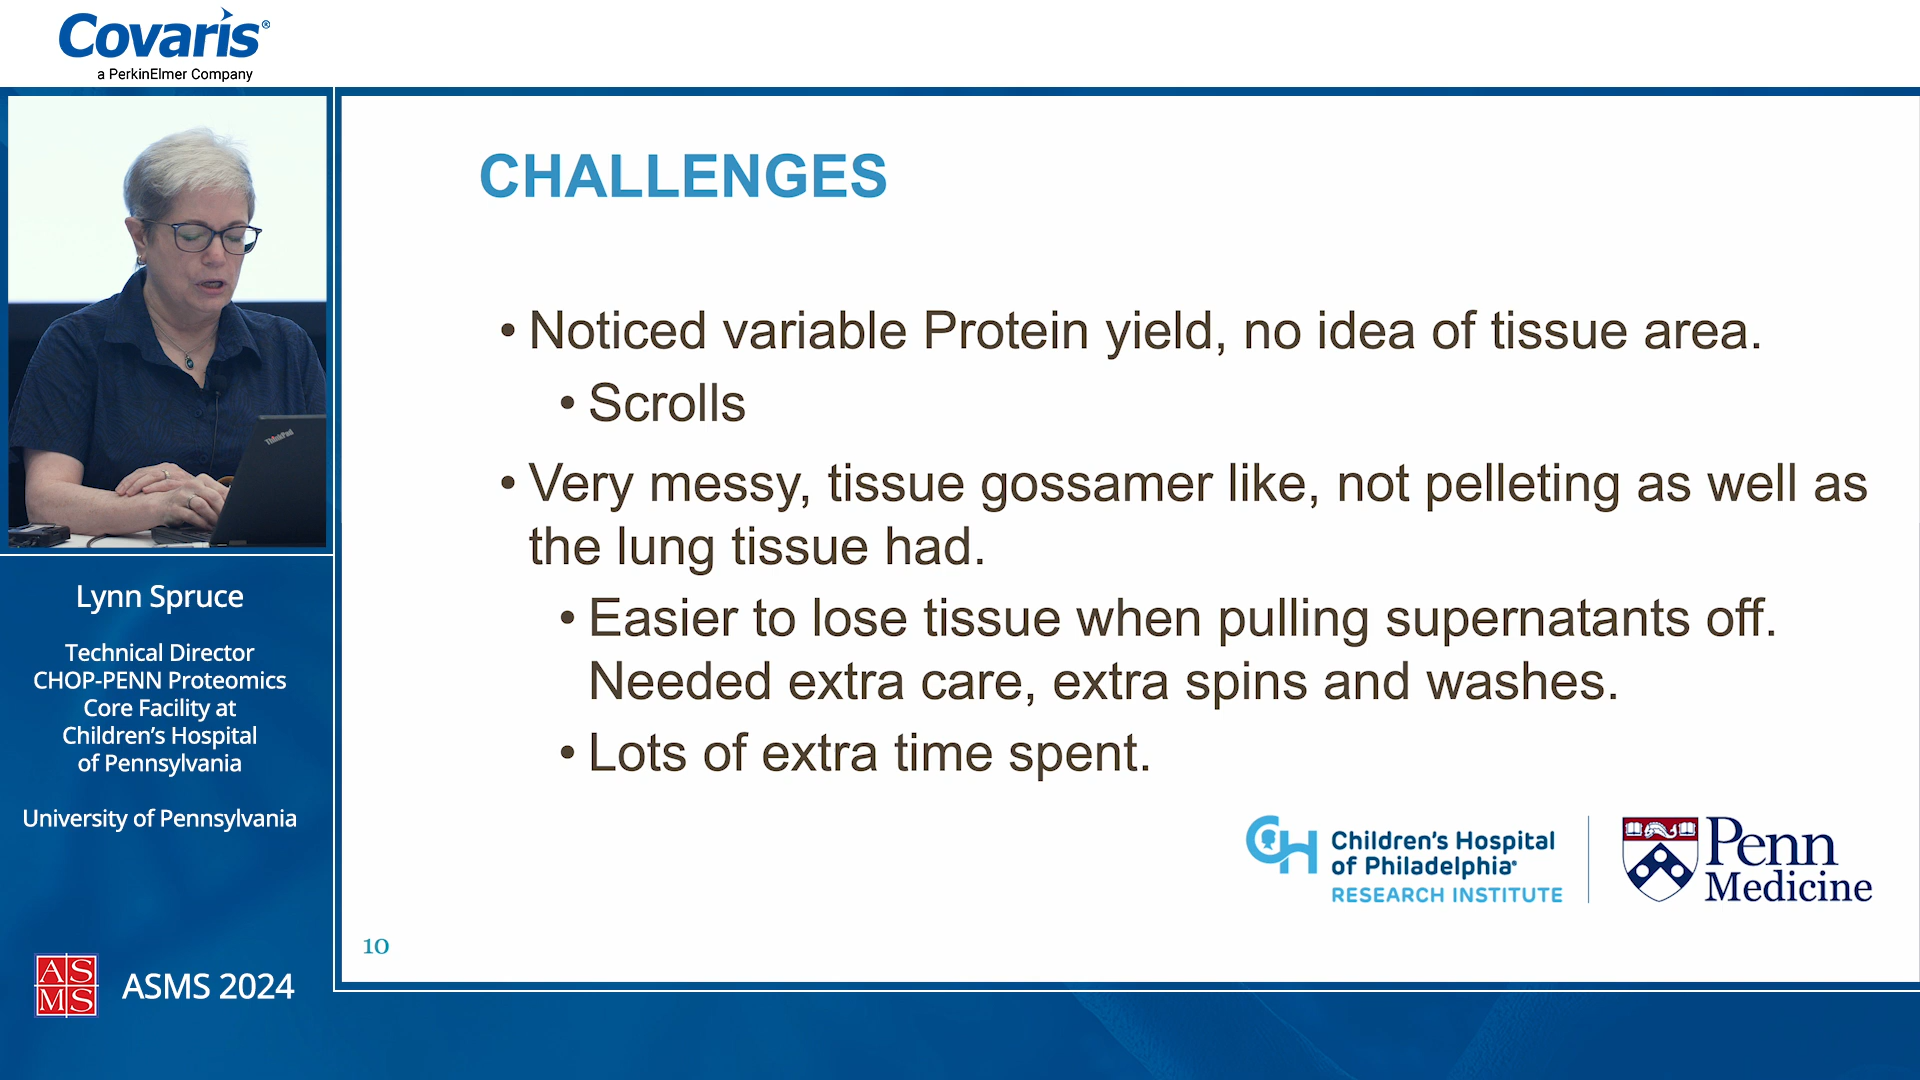 Covaris®
a PerkinElmer Company
CHALLENGES
• Noticed variable Protein yield, no idea of tissue area.
• Scrolls
• Very messy, tissue gossamer like, not pelleting as well as
the lung tissue had.
• Easier to lose tissue when pulling supernatants off.
Needed extra care, extra spins and washes.
• Lots of extra time spent.
Children’s Hospital
of Philadelphia®
RESEARCH INSTITUTE
Penn
Medicine
10
ThinkPad
Lynn Spruce
Technical Director
CHOP-PENN Proteomics
Core Facility at
Children’s Hospital
of Pennsylvania
University of Pennsylvania
AS
MS
ASMS 2024